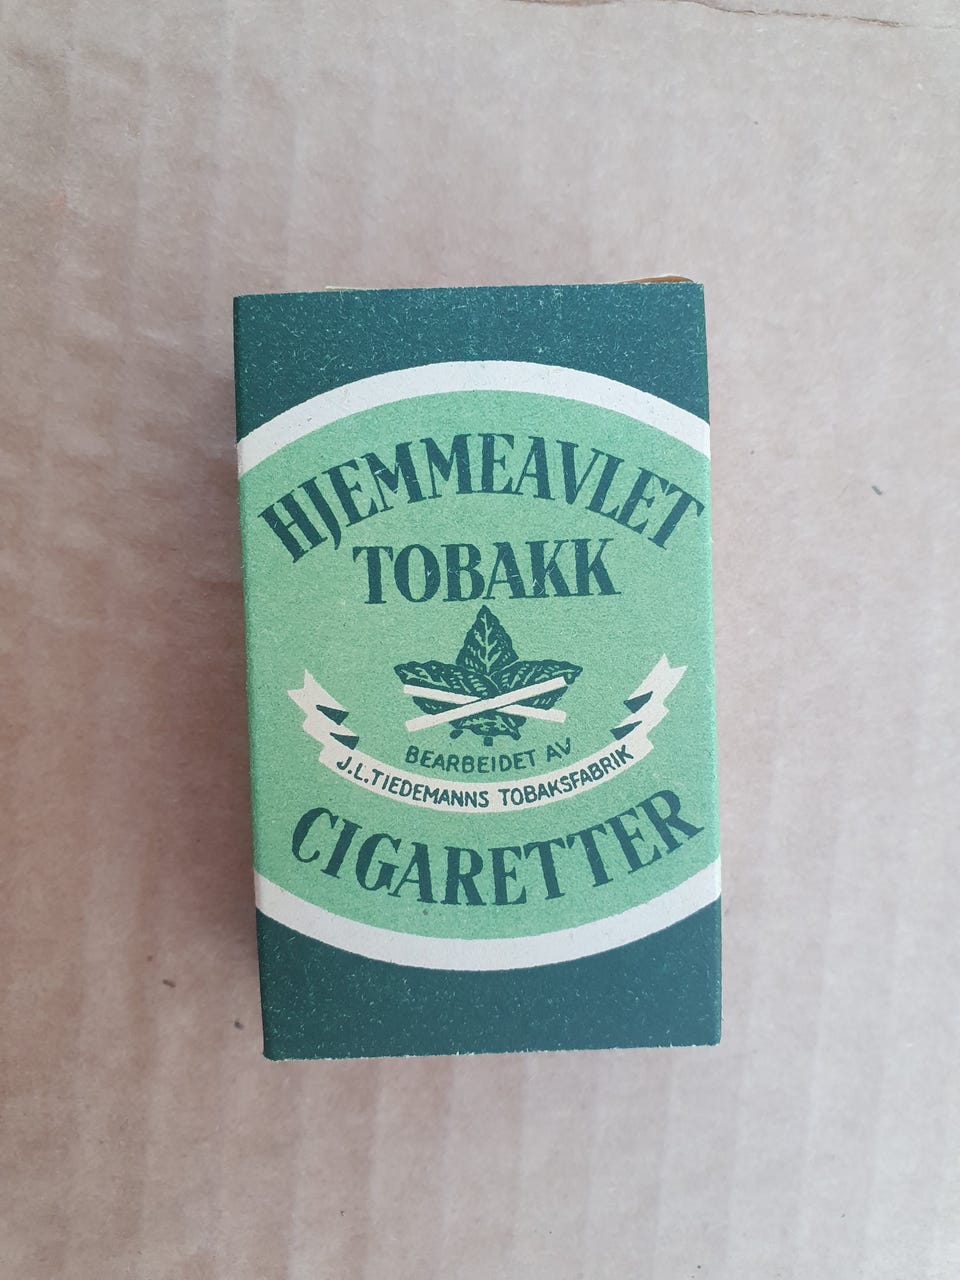 HJEMMEAVLET
TOBAKK
BEARBEIDET AV
J.L.TIEDEMANNS TOBAKSFABRIK
CIGARETTER